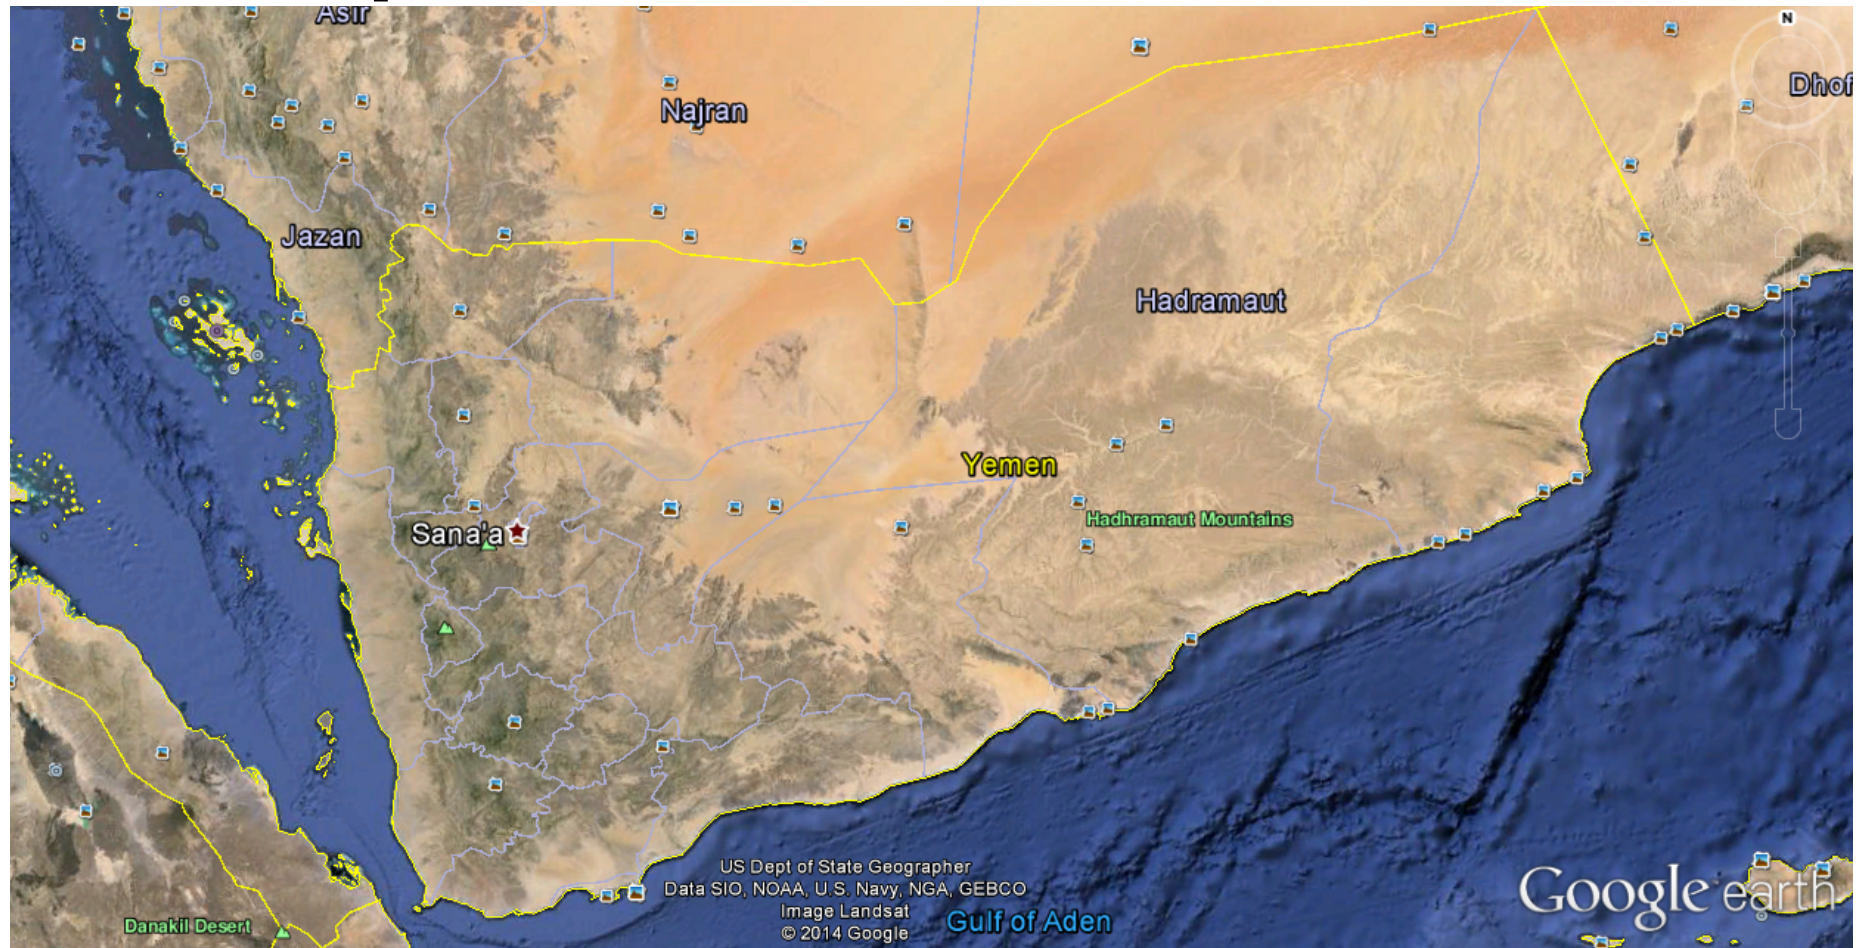 Asir
N
Dhof
Najran
Jazan
Hadramaut
Yemen
Hadhramaut Mountains
Sana'a
US Dept of State Geographer
Data SIO, NOAA, U.S. Navy, NGA, GEBCO
Image Landsat
© 2014 Google
Gulf of Aden
Google earth
Danakil Desert